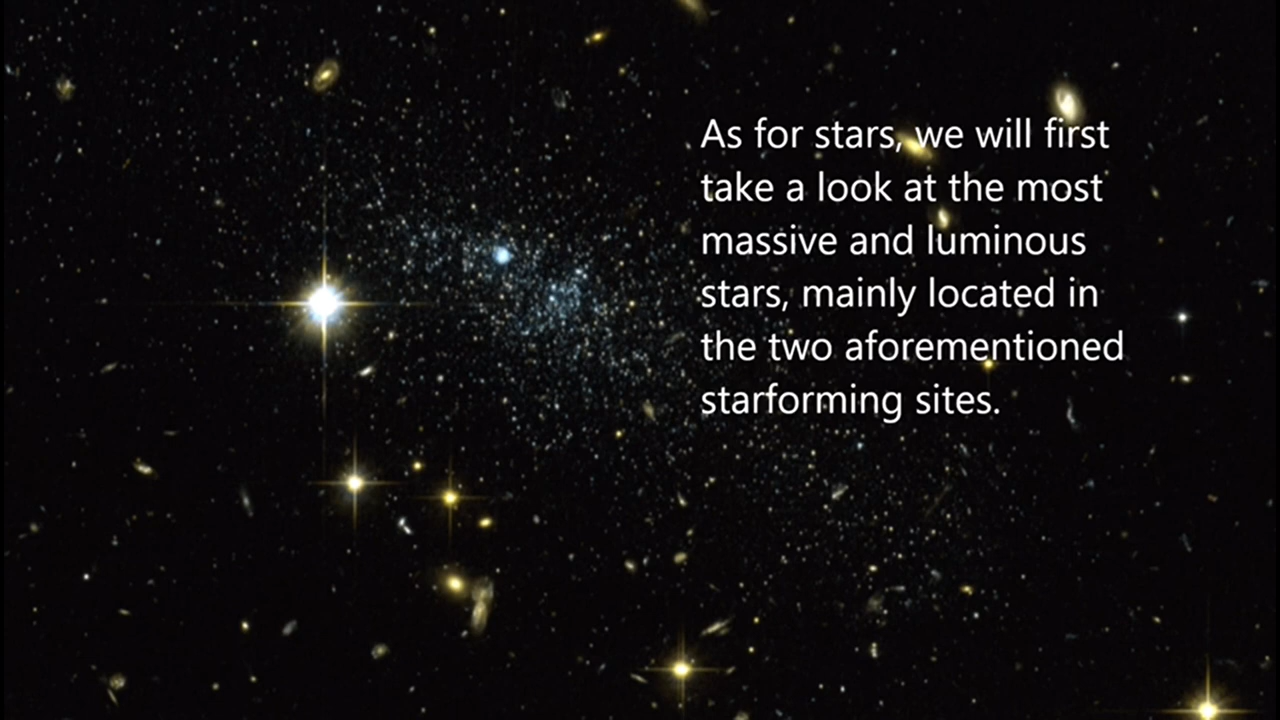 As for stars, we will first
take a look at the most
massive and luminous
stars, mainly located in
the two aforementioned
starforming sites.